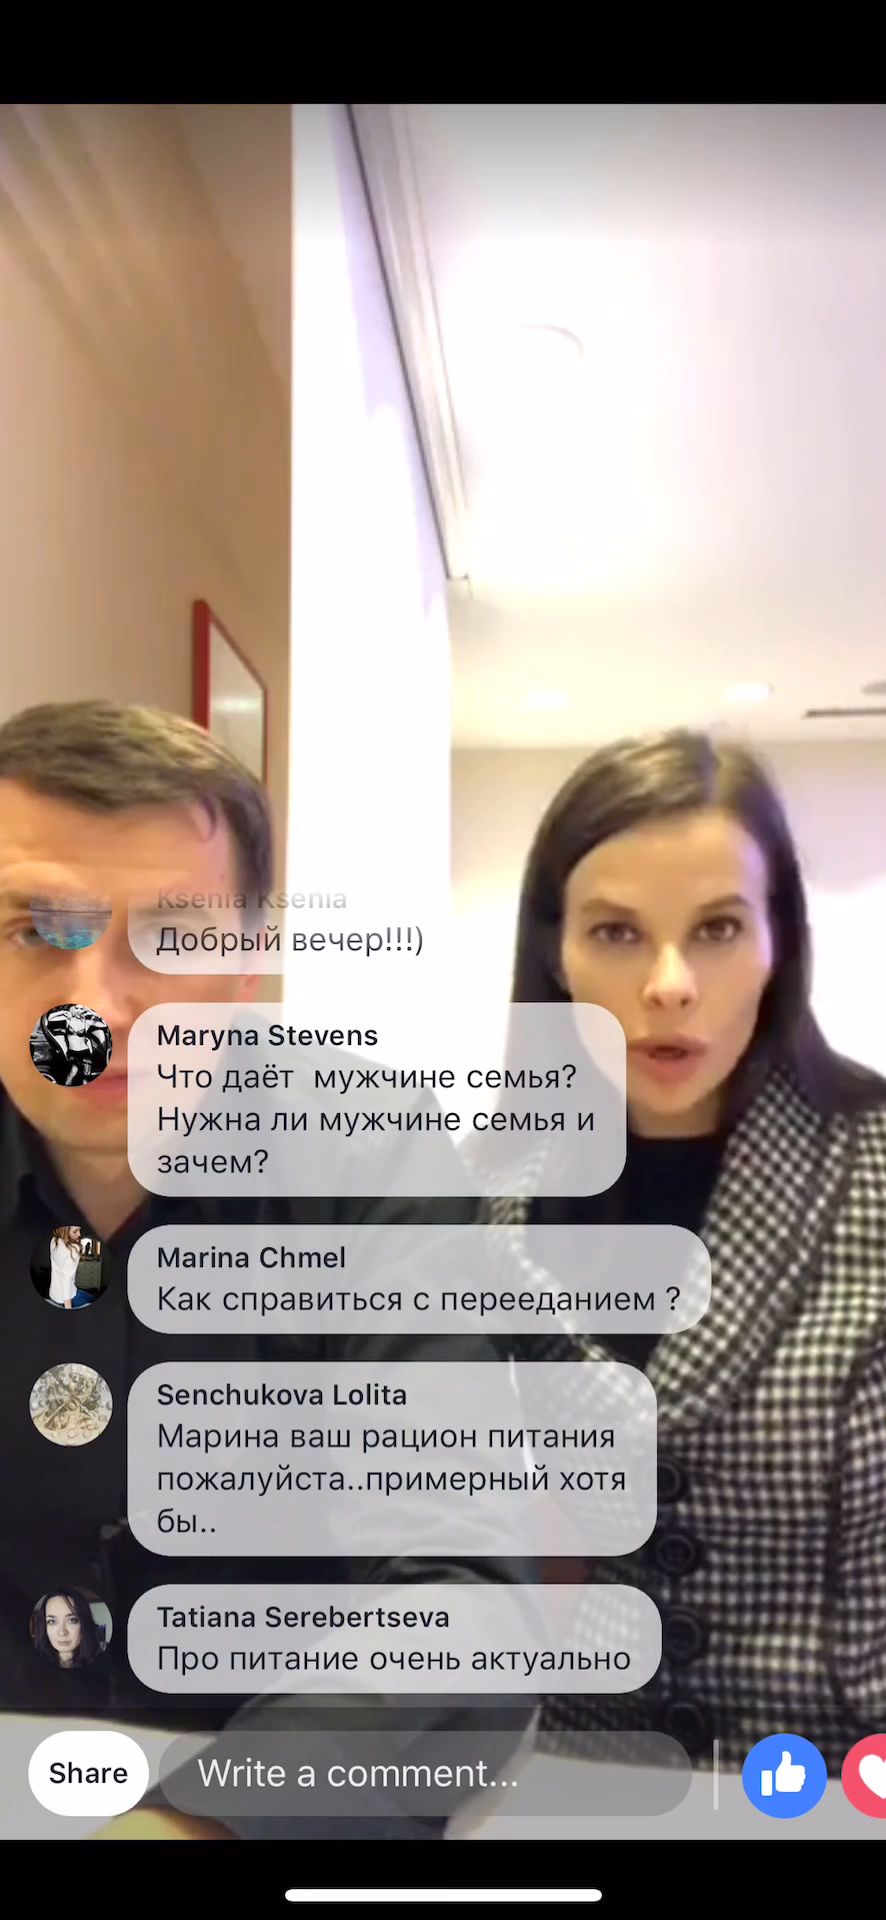 Ksenia Ksenia
Добрый вечер!!!)
Maryna Stevens
Что даёт мужчине семья?
Нужна ли мужчине семья и
зачем?
Marina Chmel
Как справиться с перееданием ?
Senchukova Lolita
Марина ваш рацион питания
пожалуйста..примерный хотя
бы..
Tatiana Serebertseva
Про питание очень актуально
Share
Write a comment...